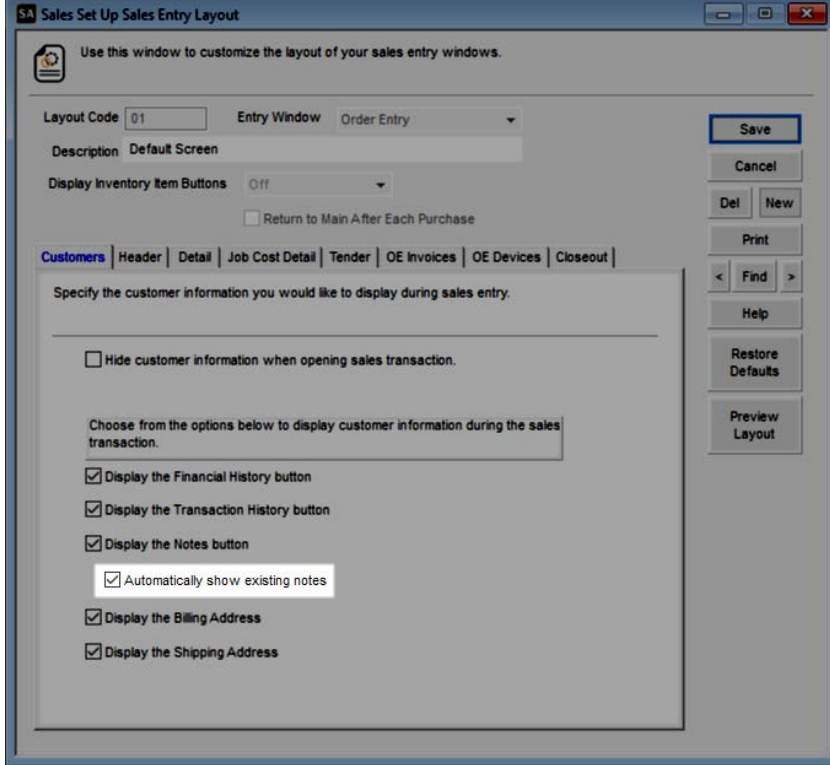 SA Sales Set Up Sales Entry Layout
Use this window to customize the layout of your sales entry windows.
Layout Code 01 Entry Window Order Entry
Description Default Screen
Display Inventory Item Buttons Off
Return to Main After Each Purchase
Save
Cancel
Del New
Print
< Find >
Help
Restore
Defaults
Preview
Layout
Customers Header Detail Job Cost Detail Tender OE Invoices OE Devices Closeout
Specify the customer information you would like to display during sales entry.
Hide customer information when opening sales transaction.
Choose from the options below to display customer information during the sales
transaction.
Display the Financial History button
Display the Transaction History button
Display the Notes button
Automatically show existing notes
Display the Billing Address
Display the Shipping Address